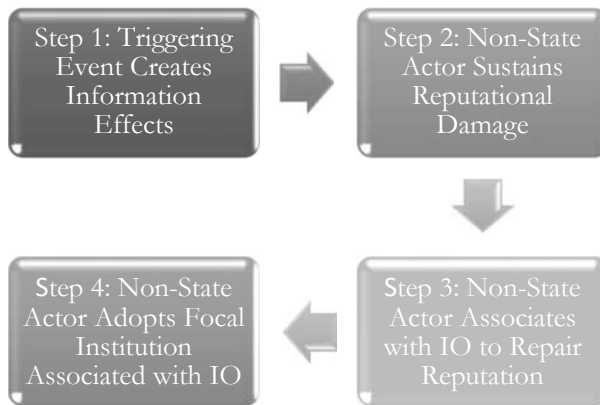 Step 1: Triggering
Event Creates
Information
Effects
Step 2: Non-State
Actor Sustains
Reputational
Damage
Step 3: Non-State
Actor Associates
with IO to Repair
Reputation
Step 4: Non-State
Actor Adopts Focal
Institution
Associated with IO